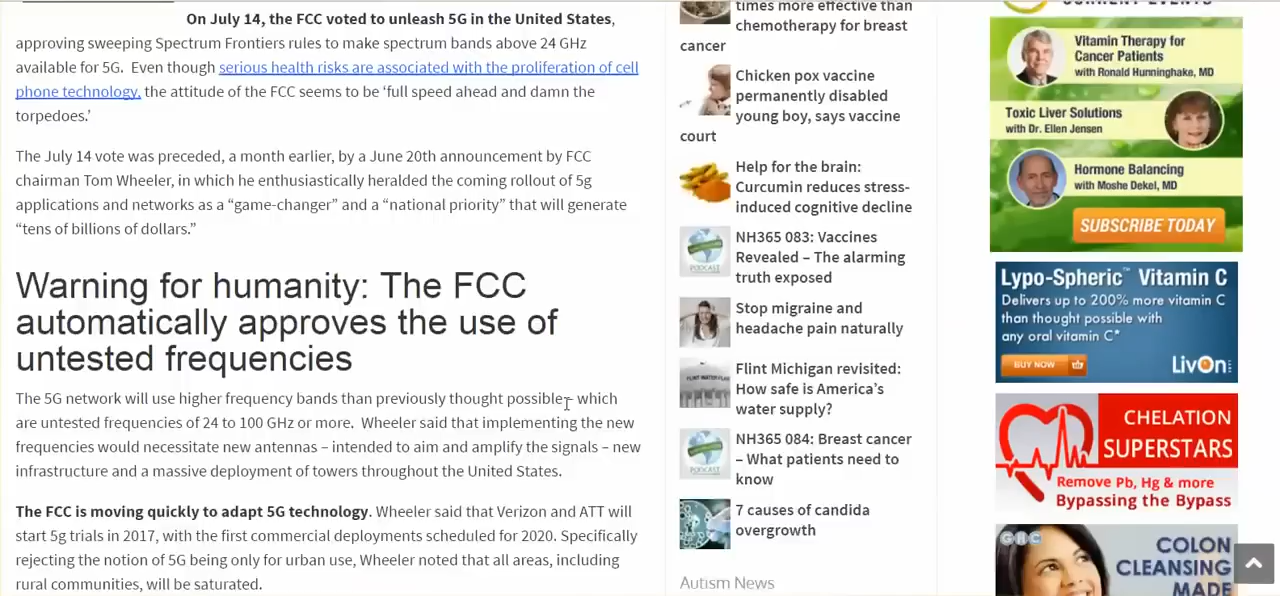 On July 14, the FCC voted to unleash 5G in the United States,
approving sweeping Spectrum Frontiers rules to make spectrum bands above 24 GHz
available for 5G. Even though serious health risks are associated with the proliferation of cell
phone technology, the attitude of the FCC seems to be ‘full speed ahead and damn the
torpedoes.’
The July 14 vote was preceded, a month earlier, by a June 20th announcement by FCC
chairman Tom Wheeler, in which he enthusiastically heralded the coming rollout of 5g
applications and networks as a “game-changer” and a “national priority” that will generate
“tens of billions of dollars.”
Warning for humanity: The FCC
automatically approves the use of
untested frequencies
The 5G network will use higher frequency bands than previously thought possible – which
are untested frequencies of 24 to 100 GHz or more. Wheeler said that implementing the new
frequencies would necessitate new antennas – intended to aim and amplify the signals – new
infrastructure and a massive deployment of towers throughout the United States.
The FCC is moving quickly to adapt 5G technology. Wheeler said that Verizon and ATT will
start 5g trials in 2017, with the first commercial deployments scheduled for 2020. Specifically
rejecting the notion of 5G being only for urban use, Wheeler noted that all areas, including
rural communities, will be saturated.
times more effective than
chemotherapy for breast
cancer
Chicken pox vaccine
permanently disabled
young boy, says vaccine
court
Help for the brain:
Curcumin reduces stress-
induced cognitive decline
NH365 083: Vaccines
Revealed – The alarming
truth exposed
Stop migraine and
headache pain naturally
Flint Michigan revisited:
How safe is America’s
water supply?
NH365 084: Breast cancer
– What patients need to
know
7 causes of candida
overgrowth
Autism News
CURRENT EVENTS
Vitamin Therapy for
Cancer Patients
with Ronald Hunninghake, MD
Toxic Liver Solutions
with Dr. Ellen Jensen
Hormone Balancing
with Moshe Dekel, MD
SUBSCRIBE TODAY
Lypo-Spheric™ Vitamin C
Delivers up to 200% more vitamin C
than thought possible with
any oral vitamin C*
BUY NOW
LivOn
CHELATION
SUPERSTARS
Remove Pb, Hg & more
Bypassing the Bypass
GHC
COLON
CLEANSING
MADE